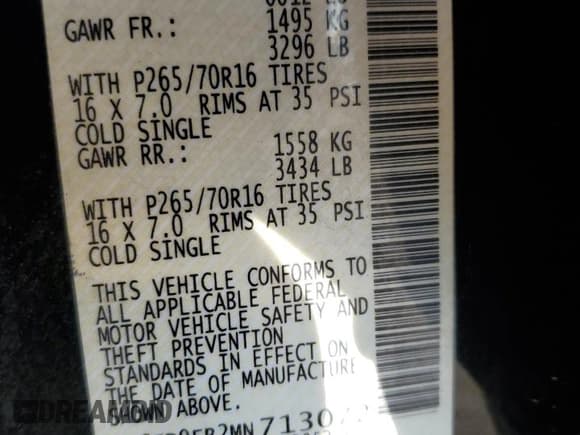 GAWR FR.: 1495 KG
3296 LB
WITH P265/70R16 TIRES
16 X 7.0 RIMS AT 35 PSI
COLD SINGLE
GAWR RR.: 1558 KG
3434 LB
WITH P265/70R16 TIRES
16 X 7.0 RIMS AT 35 PSI
COLD SINGLE
THIS VEHICLE CONFORMS TO
ALL APPLICABLE FEDERAL
MOTOR VEHICLE SAFETY AND
THEFT PREVENTION
STANDARDS IN EFFECT ON
THE DATE OF MANUFACTURE
SHOWN ABOVE.
DREAMBID